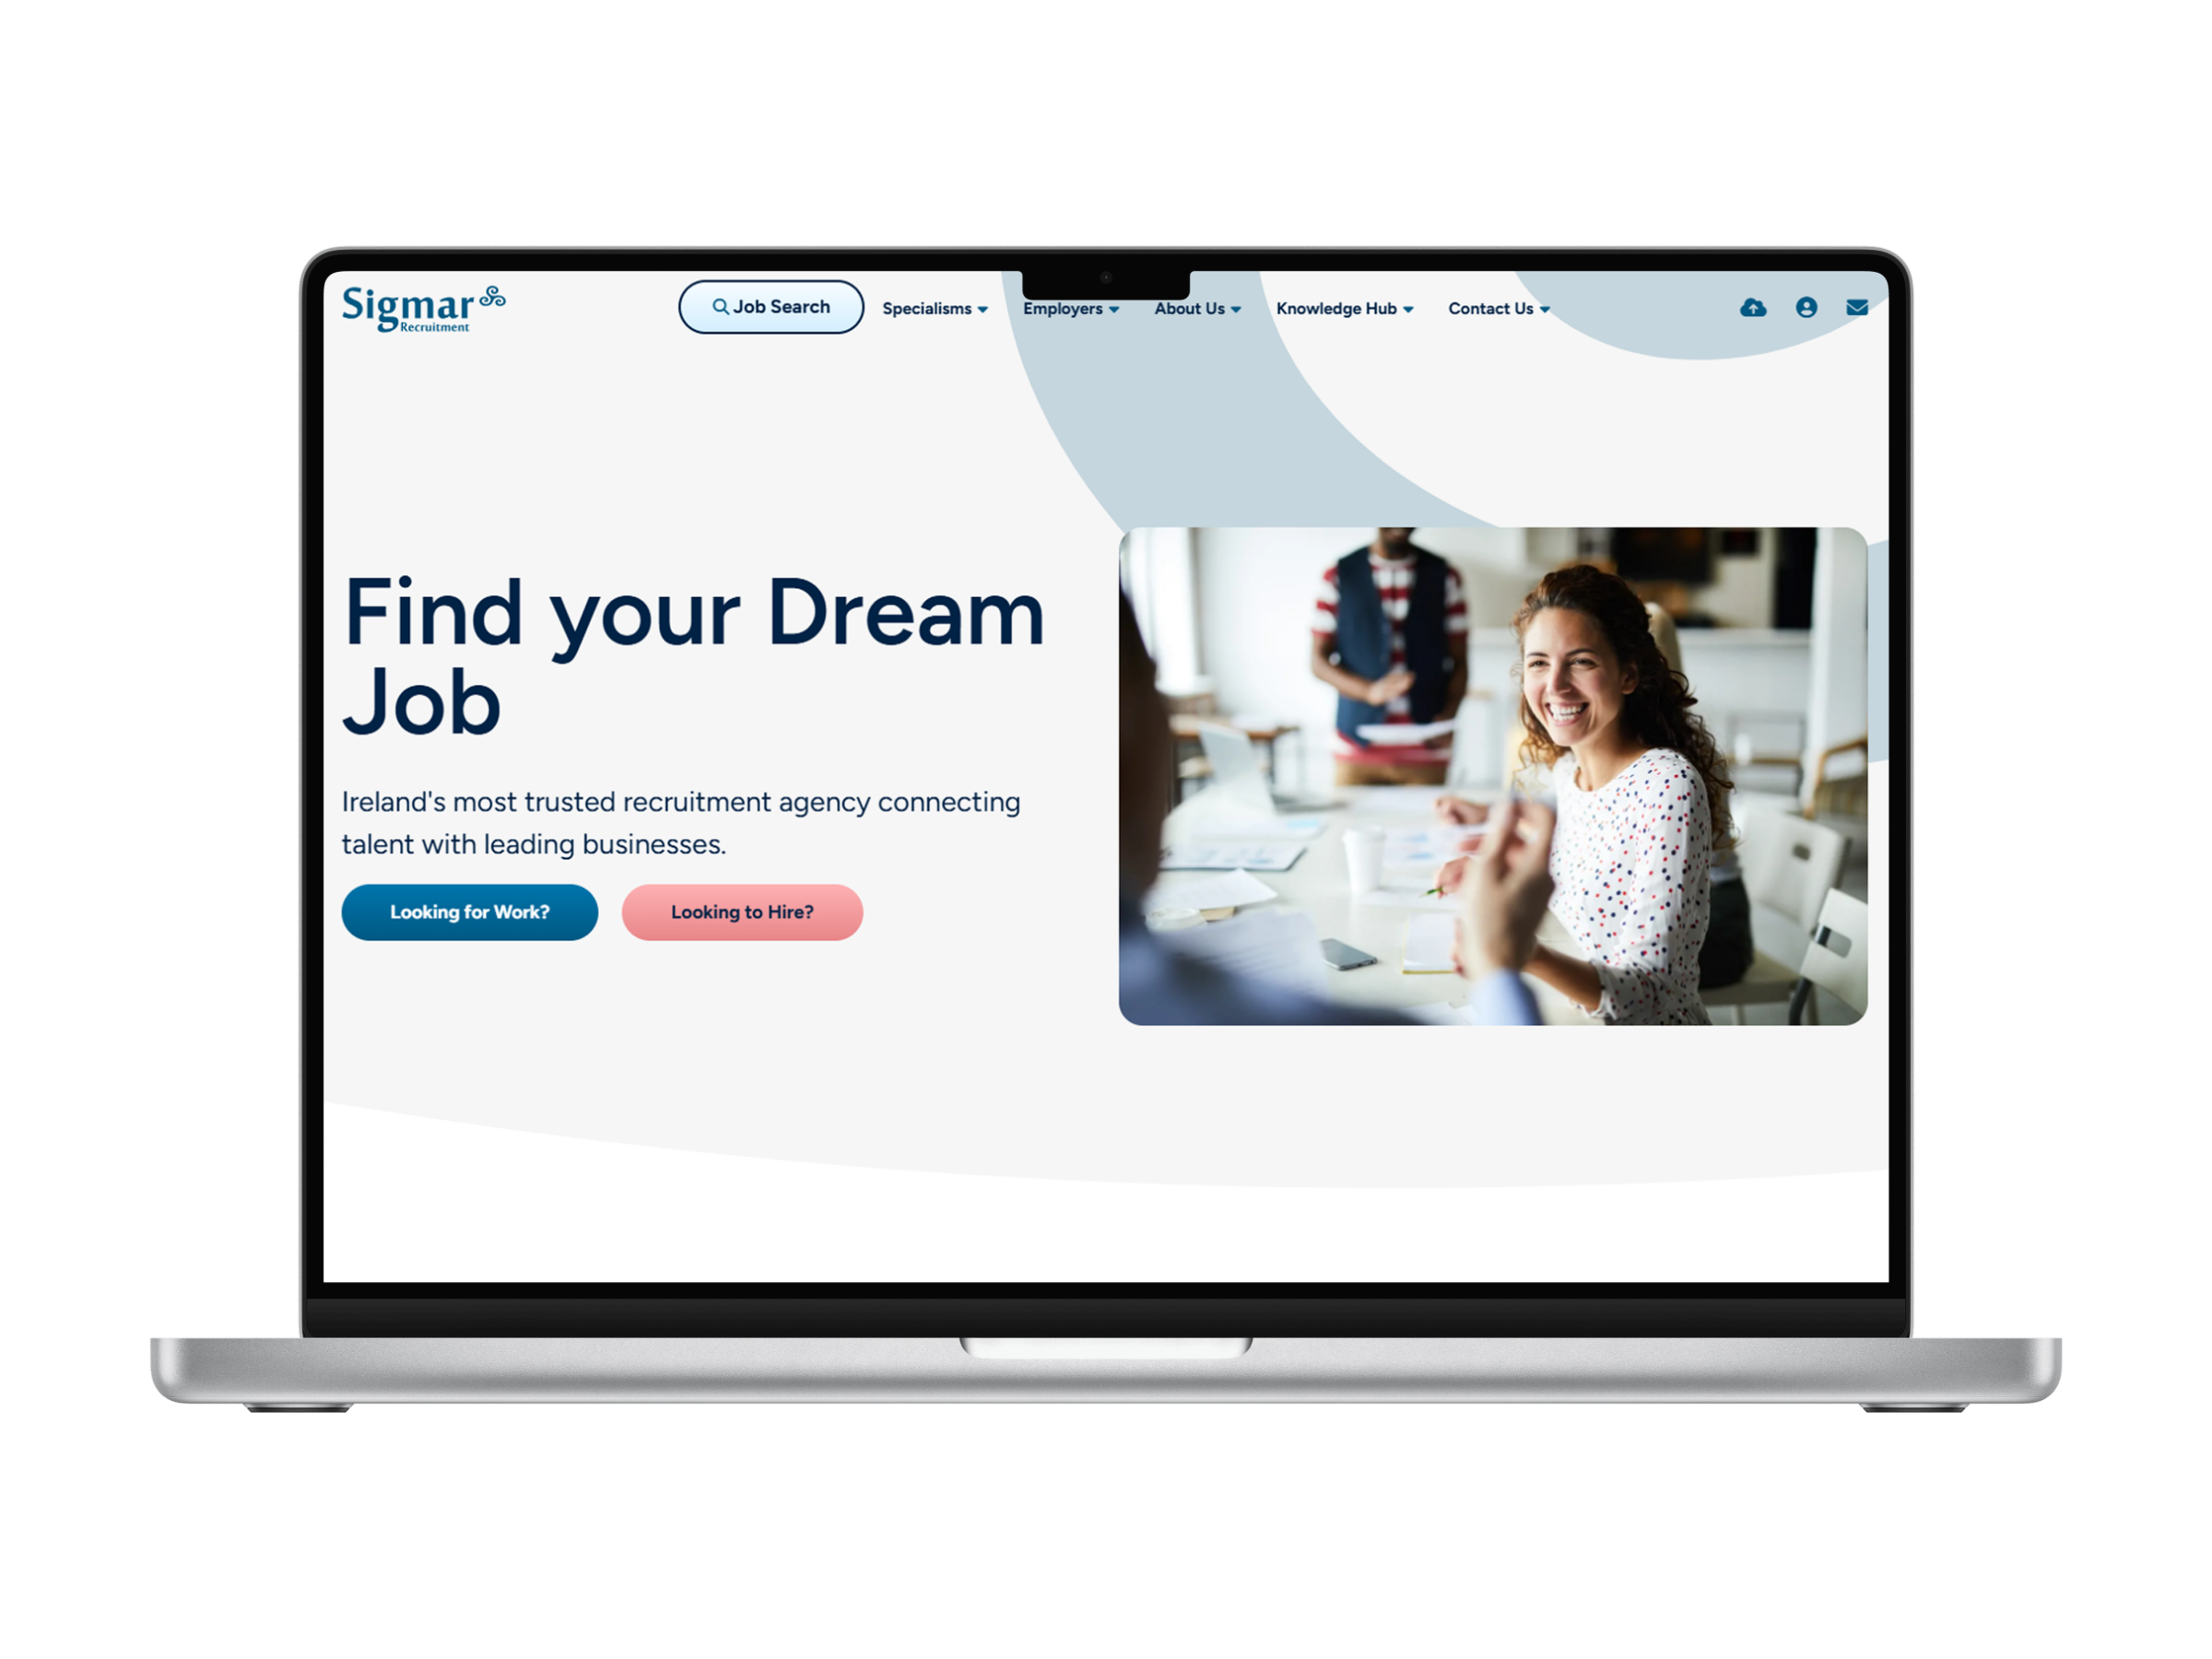 Sigmar
Recruitment
Job Search
Specialisms
Employers
About Us
Knowledge Hub
Contact Us
Find your Dream
Job
Ireland's most trusted recruitment agency connecting
talent with leading businesses.
Looking for Work?
Looking to Hire?